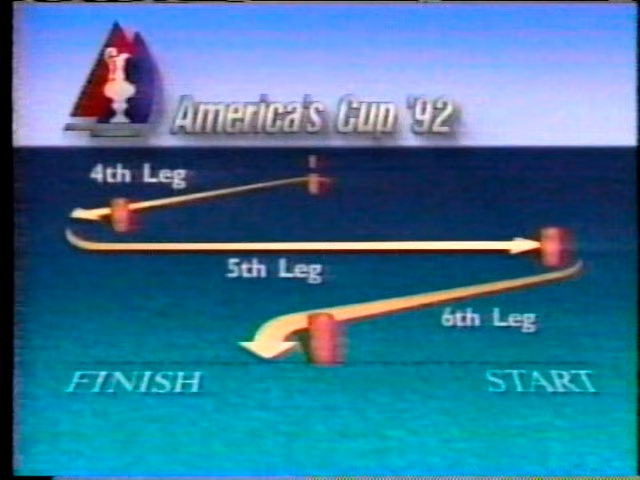 America's Cup '92
4th Leg
5th Leg
6th Leg
FINISH START